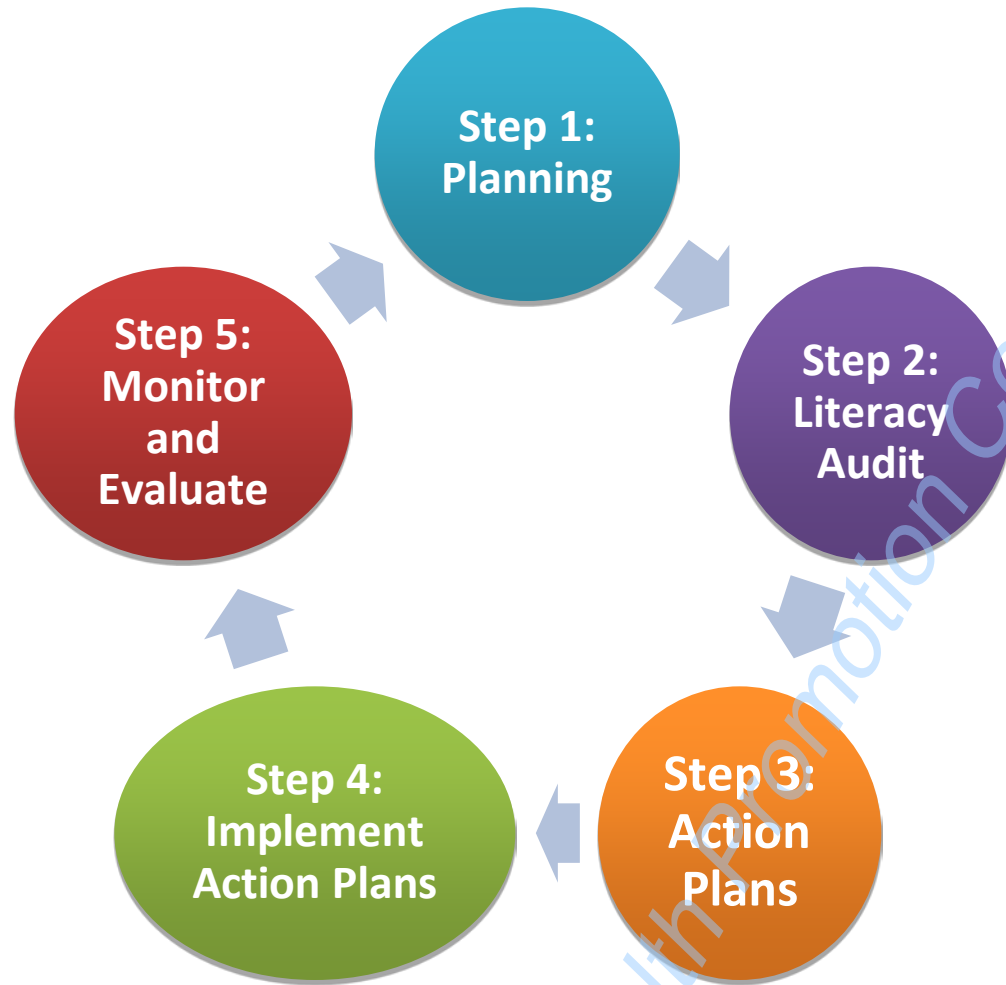 Step 1:
Planning
Step 2:
Literacy
Audit
Step 3:
Action
Plans
Step 4:
Implement
Action Plans
Step 5:
Monitor
and
Evaluate
Promotion